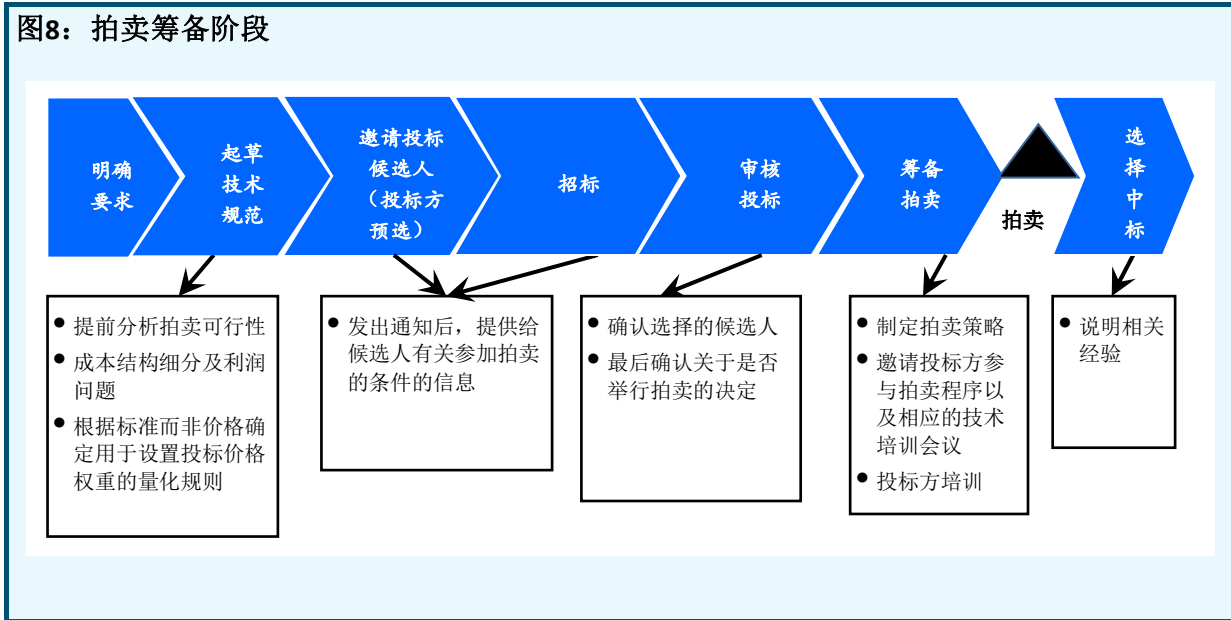 图8：拍卖筹备阶段
明确
要求
起草
技术
规范
邀请投标
候选人
（投标方
预选）
招标
审核
投标
筹备
拍卖
拍卖
选
择
中
标
● 提前分析拍卖可行性
● 成本结构细分及利润
问题
● 根据标准而非价格确
定用于设置投标价格
权重的量化规则
● 发出通知后，提供给
候选人有关参加拍卖
的条件的信息
● 确认选择的候选人
● 最后确认关于是否
举行拍卖的决定
● 制定拍卖策略
● 邀请投标方参
与拍卖程序以
及相应的技术
培训会议
● 投标方培训
● 说明相关
经验